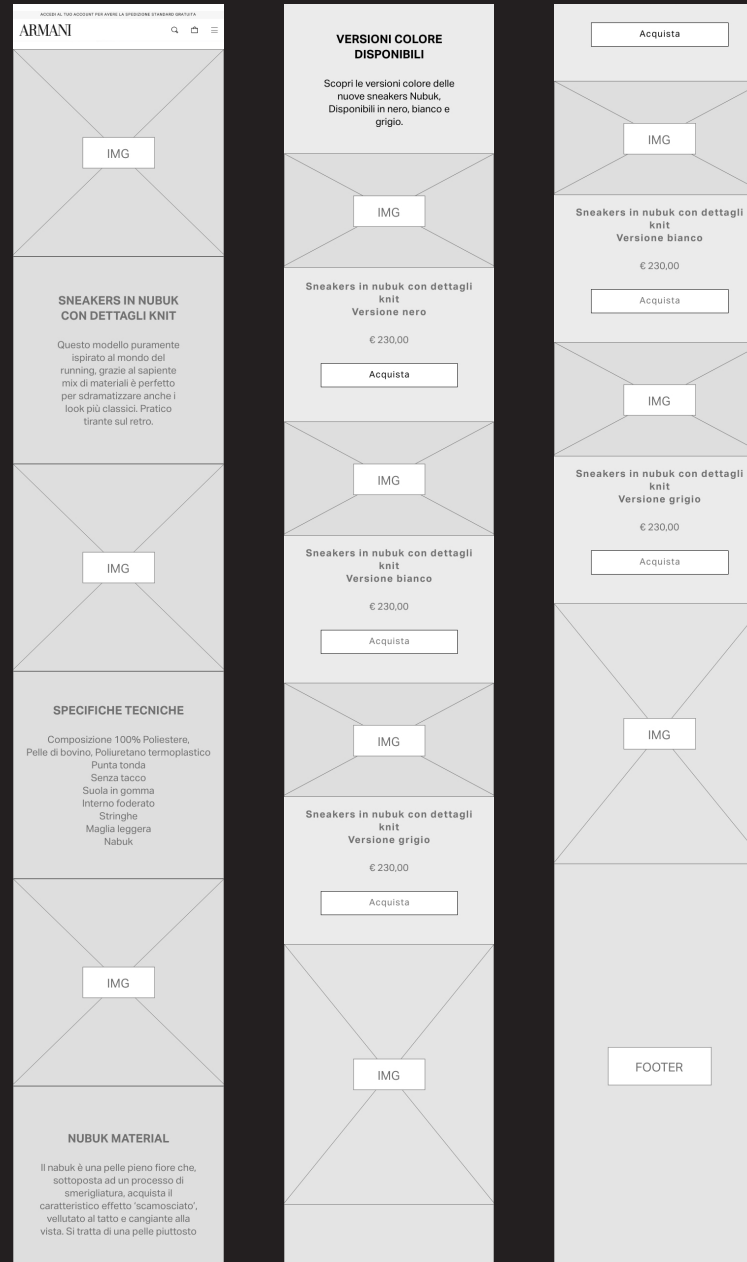 ACCEDI AL TUO ACCOUNT PER AVERE LA SPEDIZIONE STANDARD GRATUITA
ARMANI
IMG
SNEAKERS IN NUBUK
CON DETTAGLI KNIT
Questo modello puramente
ispirato al mondo del
running, grazie al sapiente
mix di materiali è perfetto
per sdramatizzare anche i
look più classici. Pratico
tirante sul retro.
IMG
SPECIFICHE TECNICHE
Composizione 100% Poliestere,
Pelle di bovino, Poliuretano termoplastico
Punta tonda
Senza tacco
Suola in gomma
Interno foderato
Stringhe
Maglia leggera
Nabuk
IMG
NUBUK MATERIAL
Il nabuk è una pelle pieno fiore che,
sottoposta ad un processo di
smerigliatura, acquista il
caratteristico effetto ‘scamosciato’,
vellutato al tatto e cangiante alla
vista. Si tratta di una pelle piuttosto
VERSIONI COLORE
DISPONIBILI
Scopri le versioni colore delle
nuove sneakers Nubuk,
Disponibili in nero, bianco e
grigio.
IMG
Sneakers in nubuk con dettagli
knit
Versione nero
€ 230,00
Acquista
IMG
Sneakers in nubuk con dettagli
knit
Versione bianco
€ 230,00
Acquista
IMG
Sneakers in nubuk con dettagli
knit
Versione grigio
€ 230,00
Acquista
IMG
Acquista
IMG
Sneakers in nubuk con dettagli
knit
Versione bianco
€ 230,00
Acquista
IMG
Sneakers in nubuk con dettagli
knit
Versione grigio
€ 230,00
Acquista
IMG
FOOTER